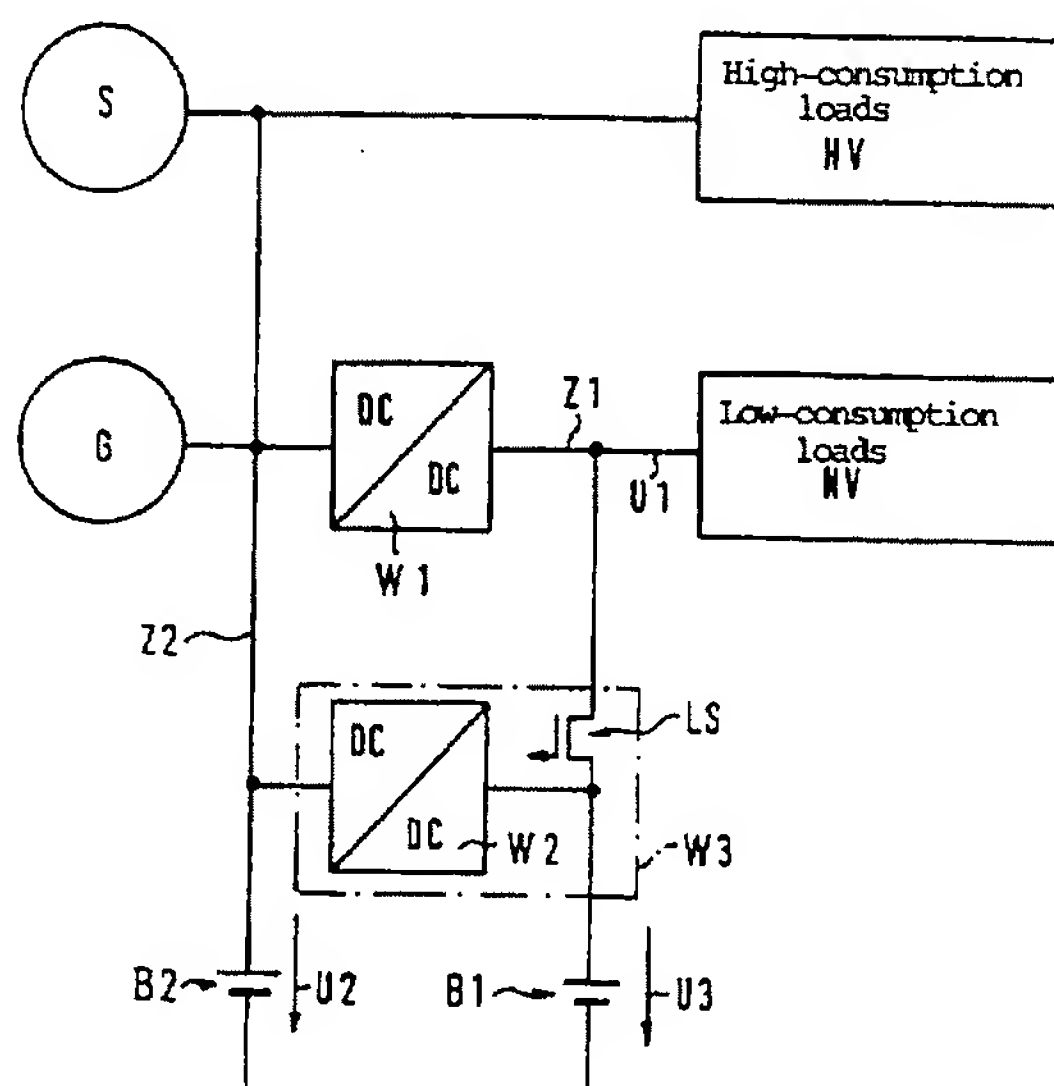 S
High-consumption
loads
HV
G
DC
DC
W1
Z1
U1
Low-consumption
loads
NV
Z2
DC
DC
W2
LS
W3
B2
U2
B1
U3